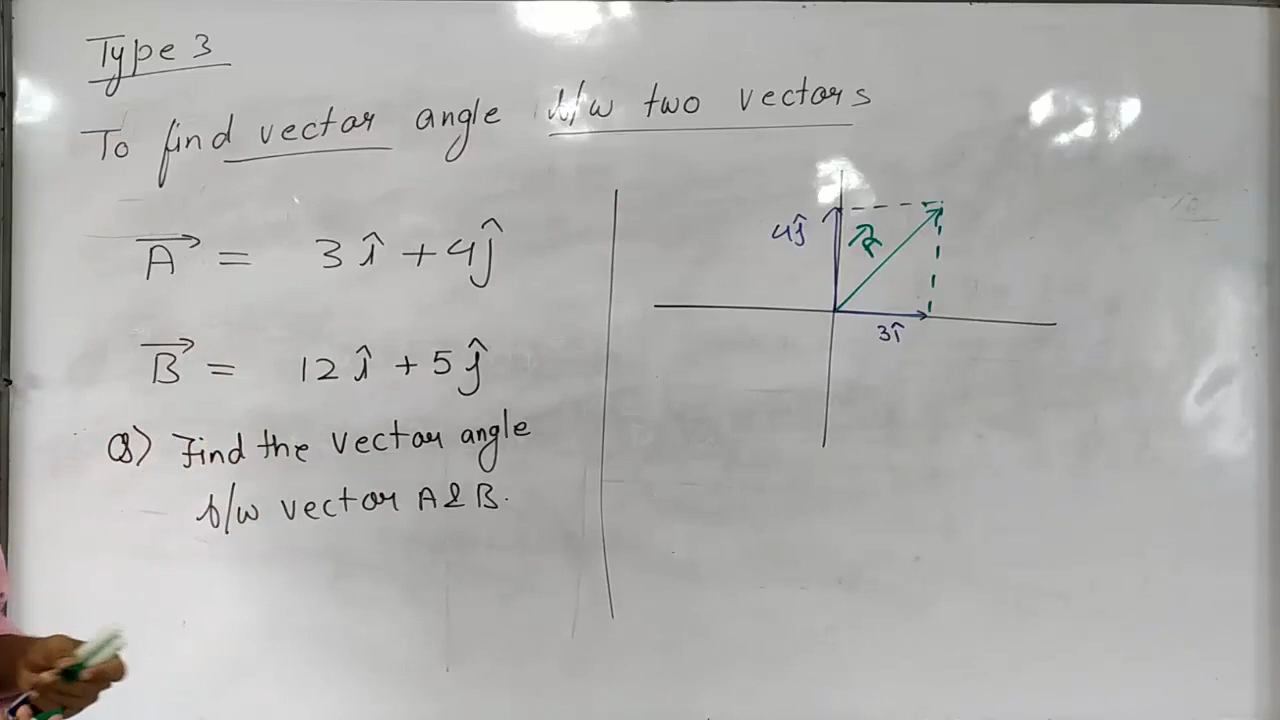 Type 3
To find vector angle b/w two vectors
A⃗ = 3î + 4ĵ
B⃗ = 12î + 5ĵ
Q) Find the vector angle
b/w vector A & B.
4ĵ
3î